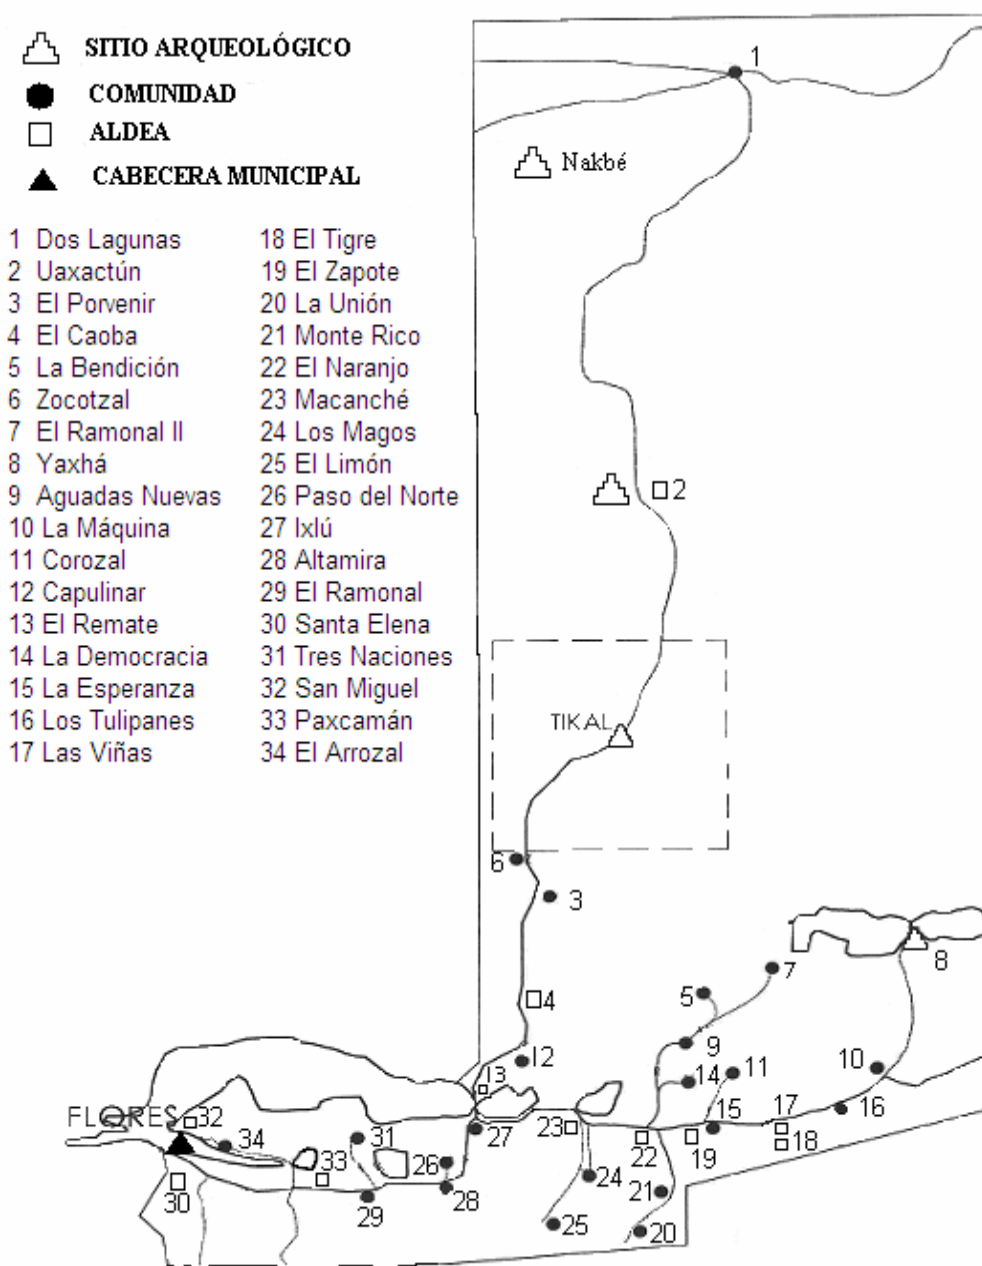 SITIO ARQUEOLÓGICO
COMUNIDAD
ALDEA
CABECERA MUNICIPAL
1 Dos Lagunas
2 Uaxactún
3 El Porvenir
4 El Caoba
5 La Bendición
6 Zocotzal
7 El Ramonal II
8 Yaxhá
9 Aguadas Nuevas
10 La Máquina
11 Corozal
12 Capulinar
13 El Remate
14 La Democracia
15 La Esperanza
16 Los Tulipanes
17 Las Viñas
18 El Tigre
19 El Zapote
20 La Unión
21 Monte Rico
22 El Naranjo
23 Macanché
24 Los Magos
25 El Limón
26 Paso del Norte
27 Ixlú
28 Altamira
29 El Ramonal
30 Santa Elena
31 Tres Naciones
32 San Miguel
33 Paxcamán
34 El Arrozal
1
Nakbé
2
TIKAL
6
3
8
7
5
4
9
12
10
11
14
13
FLORES
32
15
17
16
27
23
34
31
22
19
18
26
33
24
30
29
28
21
25
20